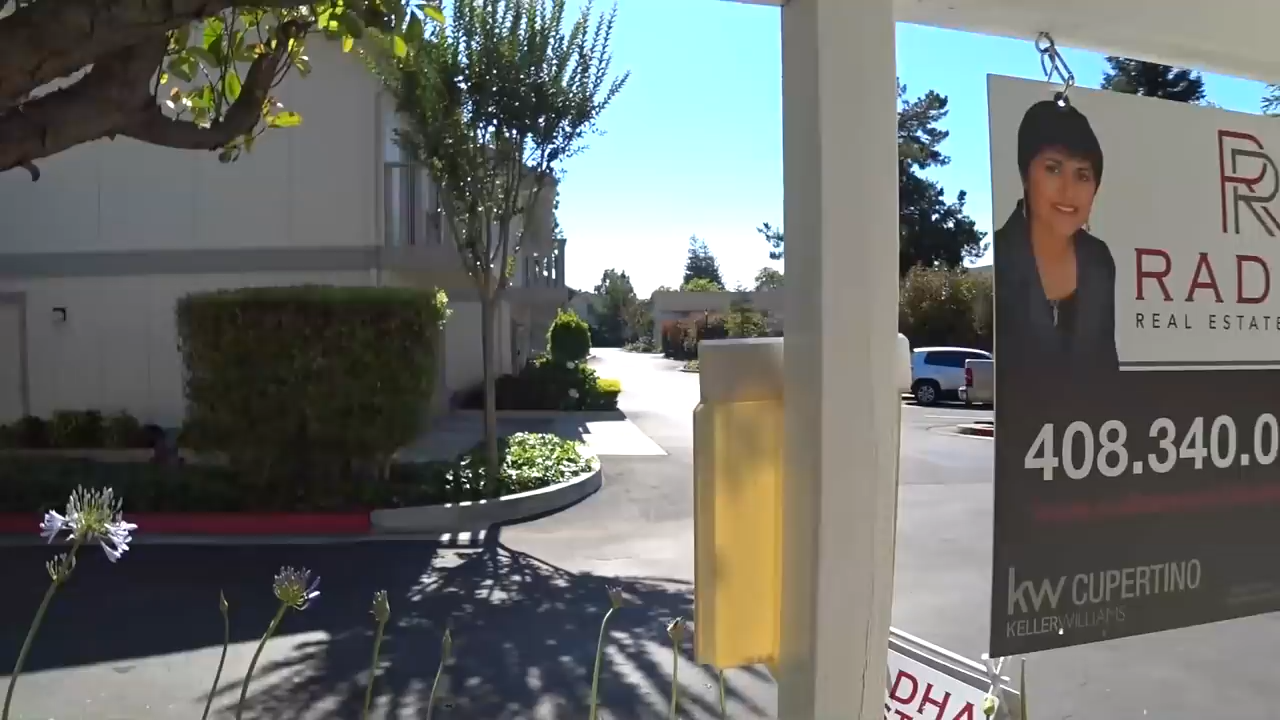 RAD
REAL ESTATE
408.340.0
kw CUPERTINO
KELLERWILLIAMS
DHA